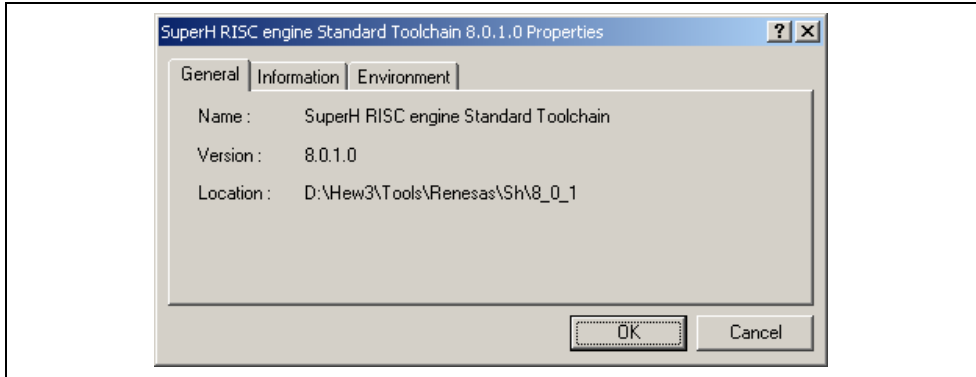 SuperH RISC engine Standard Toolchain 8.0.1.0 Properties
General Information Environment
Name : SuperH RISC engine Standard Toolchain
Version : 8.0.1.0
Location : D:\Hew3\Tools\Renesas\Sh\8_0_1
OK Cancel